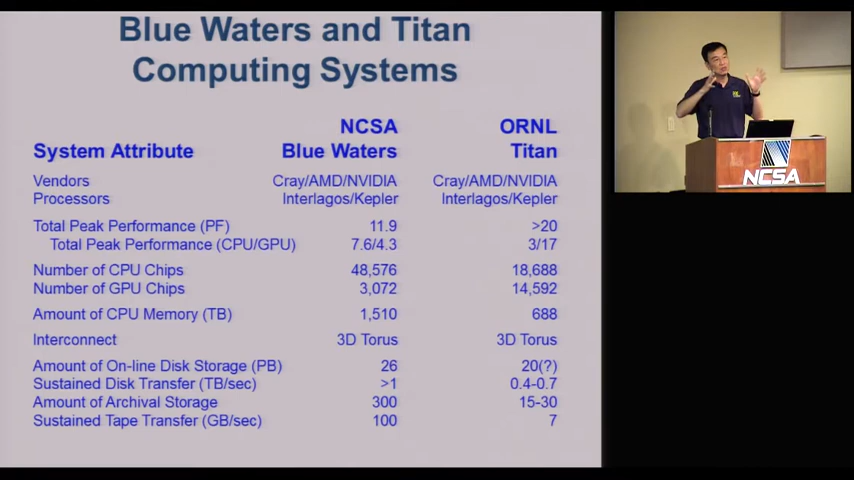 Blue Waters and Titan
Computing Systems
NCSA ORNL
System Attribute Blue Waters Titan
Vendors Cray/AMD/NVIDIA Cray/AMD/NVIDIA
Processors Interlagos/Kepler Interlagos/Kepler
Total Peak Performance (PF) 11.9 >20
Total Peak Performance (CPU/GPU) 7.6/4.3 3/17
Number of CPU Chips 48,576 18,688
Number of GPU Chips 3,072 14,592
Amount of CPU Memory (TB) 1,510 688
Interconnect 3D Torus 3D Torus
Amount of On-line Disk Storage (PB) 26 20(?)
Sustained Disk Transfer (TB/sec) >1 0.4-0.7
Amount of Archival Storage 300 15-30
Sustained Tape Transfer (GB/sec) 100 7
NCSA